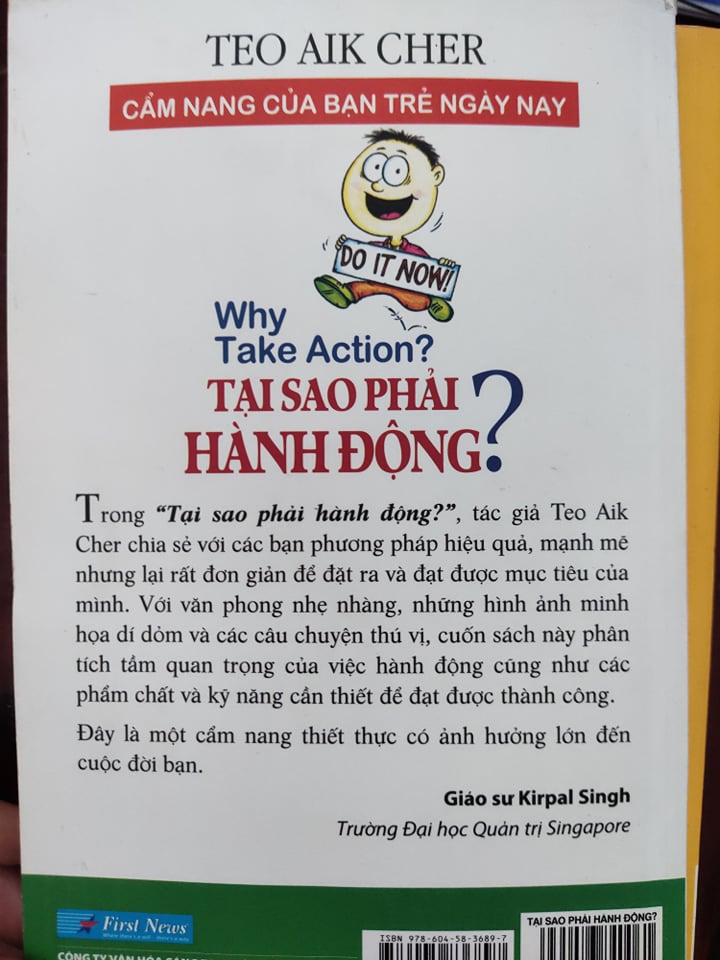 TEO AIK CHER
CẨM NANG CỦA BẠN TRẺ NGÀY NAY
DO IT NOW!
Why
Take Action?
TẠI SAO PHẢI
HÀNH ĐỘNG?
Trong “Tại sao phải hành động?”, tác giả Teo Aik
Cher chia sẻ với các bạn phương pháp hiệu quả, mạnh mẽ
nhưng lại rất đơn giản để đặt ra và đạt được mục tiêu của
mình. Với văn phong nhẹ nhàng, những hình ảnh minh
họa dí dỏm và các câu chuyện thú vị, cuốn sách này phân
tích tầm quan trọng của việc hành động cũng như các
phẩm chất và kỹ năng cần thiết để đạt được thành công.
Đây là một cẩm nang thiết thực có ảnh hưởng lớn đến
cuộc đời bạn.
Giáo sư Kirpal Singh
Trường Đại học Quản trị Singapore
First News
Where there's a will - there's a way
ISBN 978-604-58-3689-7
TẠI SAO PHẢI HÀNH ĐỘNG?
CÔNG TY VĂN HÓA SÁNG